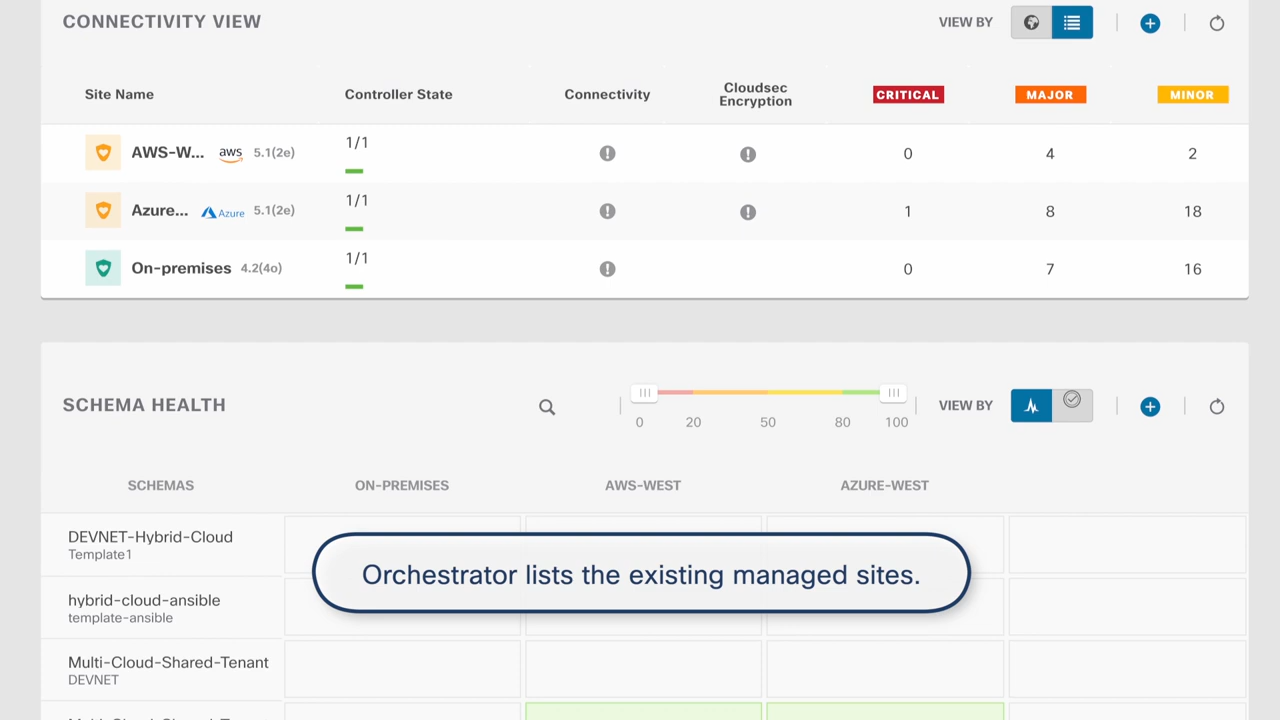 CONNECTIVITY VIEW
VIEW BY
Site Name
Controller State
Connectivity
Cloudsec
Encryption
CRITICAL
MAJOR
MINOR
AWS-W... aws 5.1(2e)
1/1
0
4
2
Azure... Azure 5.1(2e)
1/1
1
8
18
On-premises 4.2(4o)
1/1
0
7
16
SCHEMA HEALTH
0 20 50 80 100
VIEW BY
SCHEMAS
ON-PREMISES
AWS-WEST
AZURE-WEST
DEVNET-Hybrid-Cloud
Template1
Orchestrator lists the existing managed sites.
hybrid-cloud-ansible
template-ansible
Multi-Cloud-Shared-Tenant
DEVNET